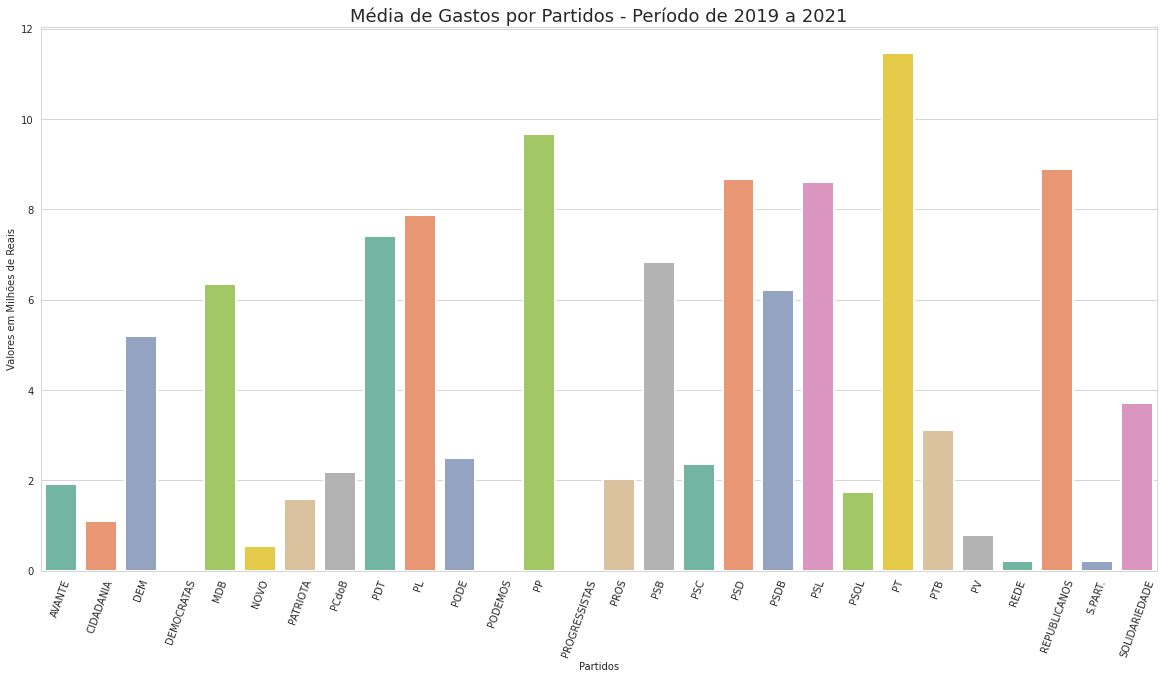 Média de Gastos por Partidos - Período de 2019 a 2021
Valores em Milhões de Reais
12
10
8
6
4
2
0
AVANTE
CIDADANIA
DEM
DEMOCRATAS
MDB
NOVO
PATRIOTA
PCdoB
PDT
PL
PODE
PODEMOS
PP
PROGRESSISTAS
PROS
PSB
PSC
PSD
PSDB
PSL
PSOL
PT
PTB
PV
REDE
REPUBLICANOS
S.PART.
SOLIDARIEDADE
Partidos